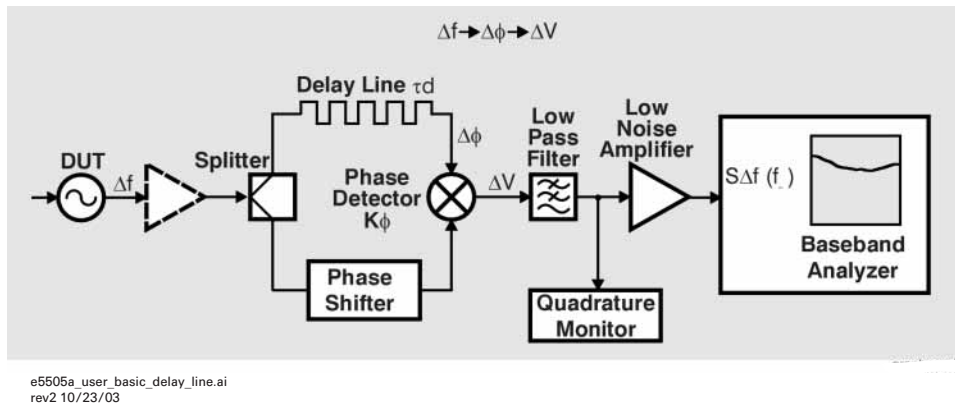 Δf→Δϕ→ΔV
Delay Line τd
Δϕ
DUT
Δf
Splitter
Phase
Detector
Kϕ
ΔV
Low
Pass
Filter
Low
Noise
Amplifier
SΔf (f_)
Baseband
Analyzer
Phase
Shifter
Quadrature
Monitor
e5505a_user_basic_delay_line.ai
rev2 10/23/03